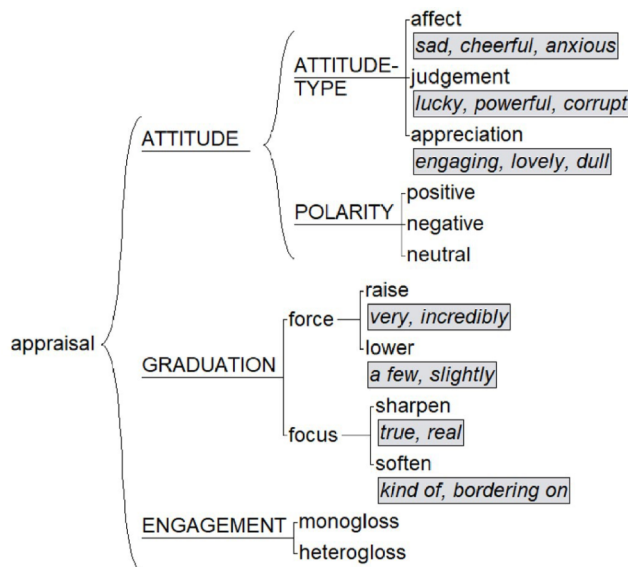 affect
sad, cheerful, anxious
ATTITUDE-
TYPE
judgement
lucky, powerful, corrupt
appreciation
engaging, lovely, dull
ATTITUDE
POLARITY
positive
negative
neutral
appraisal
GRADUATION
force
raise
very, incredibly
lower
a few, slightly
focus
sharpen
true, real
soften
kind of, bordering on
ENGAGEMENT
monogloss
heterogloss